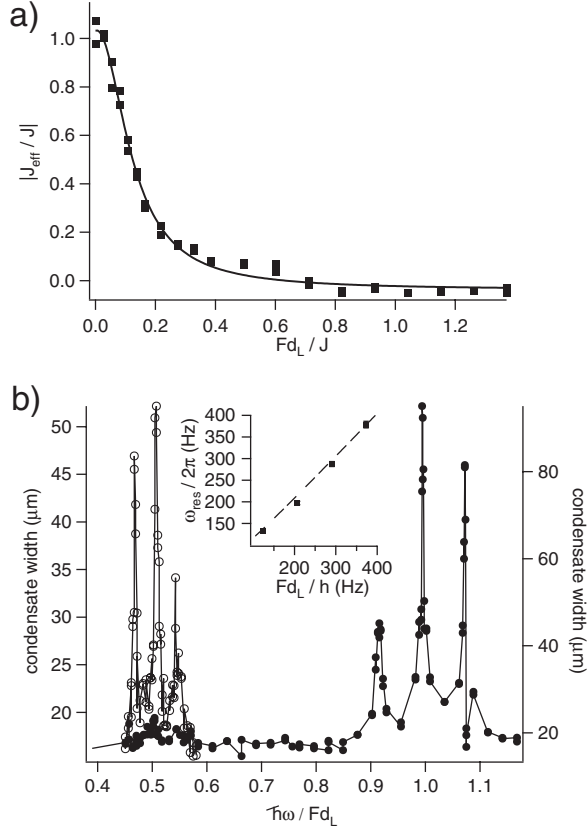 a)
1.0
0.8
0.6
0.4
0.2
0.0
|J_eff / J|
0.0 0.2 0.4 0.6 0.8 1.0 1.2
Fd_L / J
b)
50
45
40
35
30
25
20
condensate width (μm)
400
350
300
250
200
150
ω_res / 2π (Hz)
200 300 400
Fd_L / h (Hz)
80
60
40
20
condensate width (μm)
0.4 0.5 0.6 0.7 0.8 0.9 1.0 1.1
ħω / Fd_L